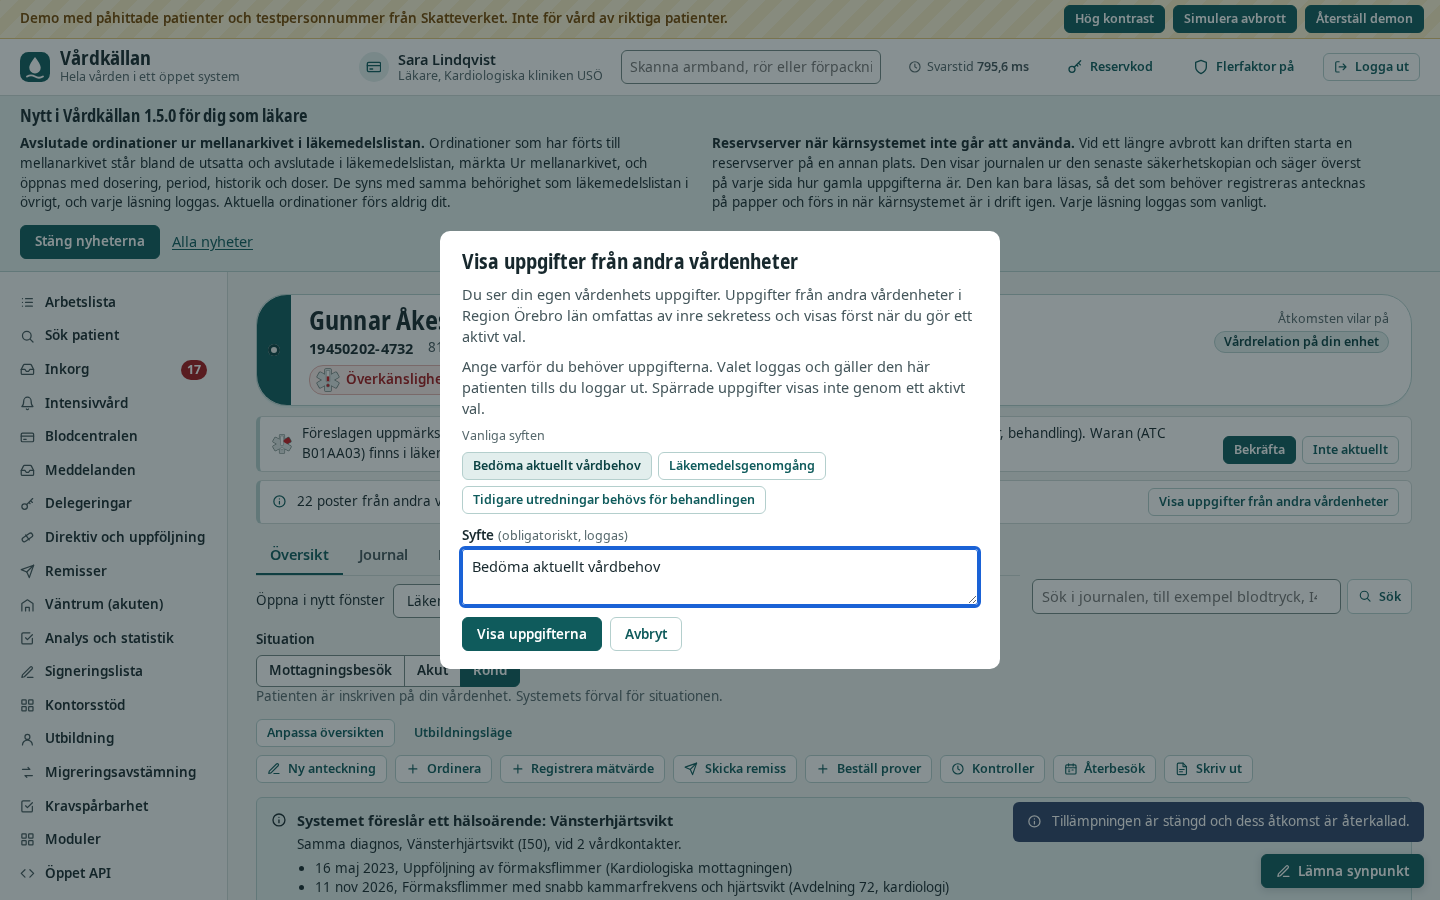 Demo med påhittade patienter och testpersonnummer från Skatteverket. Inte för vård av riktiga patienter.
Hög kontrast
Simulera avbrott
Återställ demon
Vårdkällan
Hela vården i ett öppet system
Sara Lindqvist
Läkare, Kardiologiska kliniken USÖ
Skanna armband, rör eller förpackni
Svarstid 795,6 ms
Reservkod
Flerfaktor på
Logga ut
Nytt i Vårdkällan 1.5.0 för dig som läkare
Avslutade ordinationer ur mellanarkivet i läkemedelslistan. Ordinationer som har förts till
mellanarkivet står bland de utsatta och avslutade i läkemedelslistan, märkta Ur mellanarkivet, och
öppnas med dosering, period, historik och doser. De syns med samma behörighet som läkemedelslistan i
övrigt, och varje läsning loggas. Aktuella ordinationer förs aldrig dit.
Reservserver när kärnsystemet inte går att använda. Vid ett längre avbrott kan driften starta en
reservserver på en annan plats. Den visar journalen ur den senaste säkerhetskopian och säger överst
på varje sida hur gamla uppgifterna är. Den kan bara läsas, så det som behöver registreras antecknas
på papper och förs in när kärnsystemet är i drift igen. Varje läsning loggas som vanligt.
Stäng nyheterna
Alla nyheter
Arbetslista
Sök patient
Inkorg
17
Intensivvård
Blodcentralen
Meddelanden
Delegeringar
Direktiv och uppföljning
Remisser
Väntrum (akuten)
Analys och statistik
Signeringslista
Kontorsstöd
Utbildning
Migreringsavstämning
Kravspårbarhet
Moduler
Öppet API
Gunnar
19450202-4732
Åtkomsten vilar på
Vårdrelation på din enhet
Föreslagen
, behandling). Waran (ATC
B01AA03) finns i
Bekräfta
Inte aktuellt
22 poster från andra
Visa uppgifter från andra vårdenheter
Översikt
Journal
Öppna i nytt fönster
Sök i journalen, till exempel blodtryck,
Sök
Situation
Mottagningsbesök
Akut
Rond
Patienten är inskriven på din vårdenhet. Systemets förval för situationen.
Anpassa översikten
Utbildningsläge
Ny anteckning
Ordinera
Registrera mätvärde
Skicka remiss
Beställ prover
Kontroller
Återbesök
Skriv ut
Systemet föreslår ett hälsoärende: Vänsterhjärtsvikt
Samma diagnos, Vänsterhjärtsvikt (I50), vid 2 vårdkontakter.
16 maj 2023, Uppföljning av förmaksflimmer (Kardiologiska mottagningen)
11 nov 2026, Förmaksflimmer med snabb kammarfrekvens och hjärtsvikt (Avdelning 72, kardiologi)
Visa uppgifter från andra vårdenheter
Du ser din egen vårdenhets uppgifter. Uppgifter från andra vårdenheter i
Region Örebro län omfattas av inre sekretess och visas först när du gör ett
aktivt val.
Ange varför du behöver uppgifterna. Valet loggas och gäller den här
patienten tills du loggar ut. Spärrade uppgifter visas inte genom ett aktivt
val.
Vanliga syften
Bedöma aktuellt vårdbehov
Läkemedelsgenomgång
Tidigare utredningar behövs för behandlingen
Syfte (obligatoriskt, loggas)
Bedöma aktuellt vårdbehov
Visa uppgifterna
Avbryt
Tillämpningen är stängd och dess åtkomst är återkallad.
Lämna synpunkt